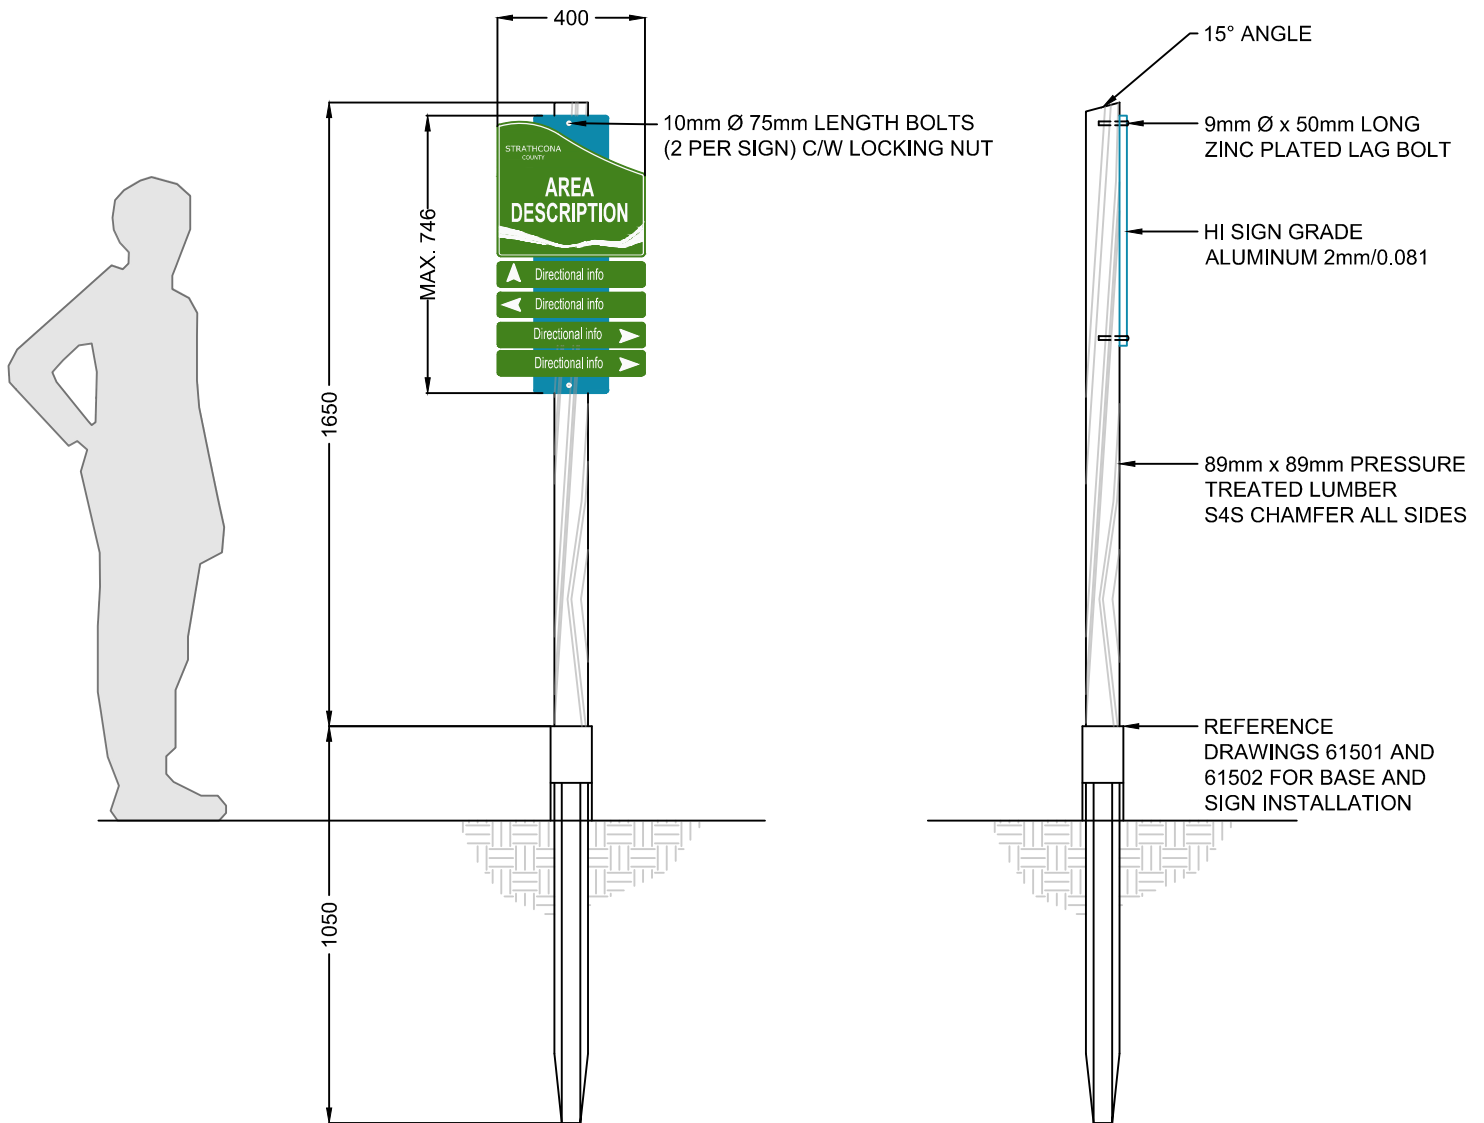 400
15° ANGLE
10mm Ø 75mm LENGTH BOLTS
(2 PER SIGN) C/W LOCKING NUT
9mm Ø x 50mm LONG
ZINC PLATED LAG BOLT
STRATHCONA
COUNTY
AREA
DESCRIPTION
MAX. 746
HI SIGN GRADE
ALUMINUM 2mm/0.081
Directional info
Directional info
Directional info
Directional info
1650
89mm x 89mm PRESSURE
TREATED LUMBER
S4S CHAMFER ALL SIDES
REFERENCE
DRAWINGS 61501 AND
61502 FOR BASE AND
SIGN INSTALLATION
1050